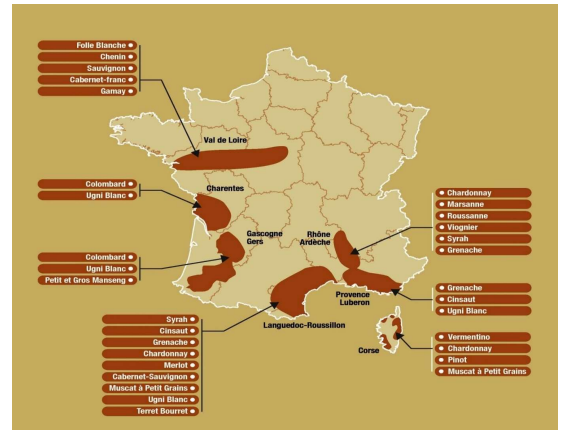 Folle Blanche
Chenin
Sauvignon
Cabernet-franc
Gamay
Val de Loire
Colombard
Ugni Blanc
Charentes
Chardonnay
Marsanne
Roussanne
Viognier
Syrah
Grenache
Gascogne
Gers
Rhône
Ardèche
Colombard
Ugni Blanc
Petit et Gros Manseng
Grenache
Cinsaut
Ugni Blanc
Provence
Luberon
Languedoc-Roussillon
Syrah
Cinsaut
Grenache
Chardonnay
Merlot
Cabernet-Sauvignon
Muscat à Petit Grains
Ugni Blanc
Terret Bourret
Corse
Vermentino
Chardonnay
Pinot
Muscat à Petit Grains